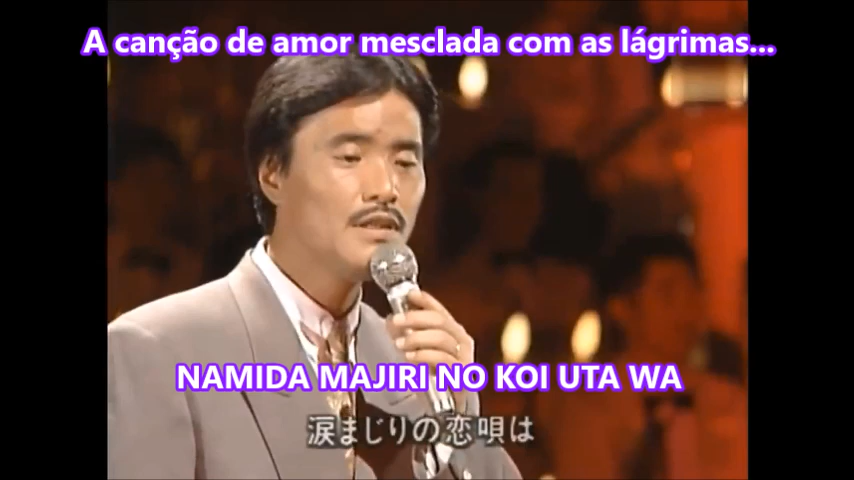 A canção de amor mesclada com as lágrimas...
NAMIDA MAJIRI NO KOI UTA WA
涙まじりの恋唄は